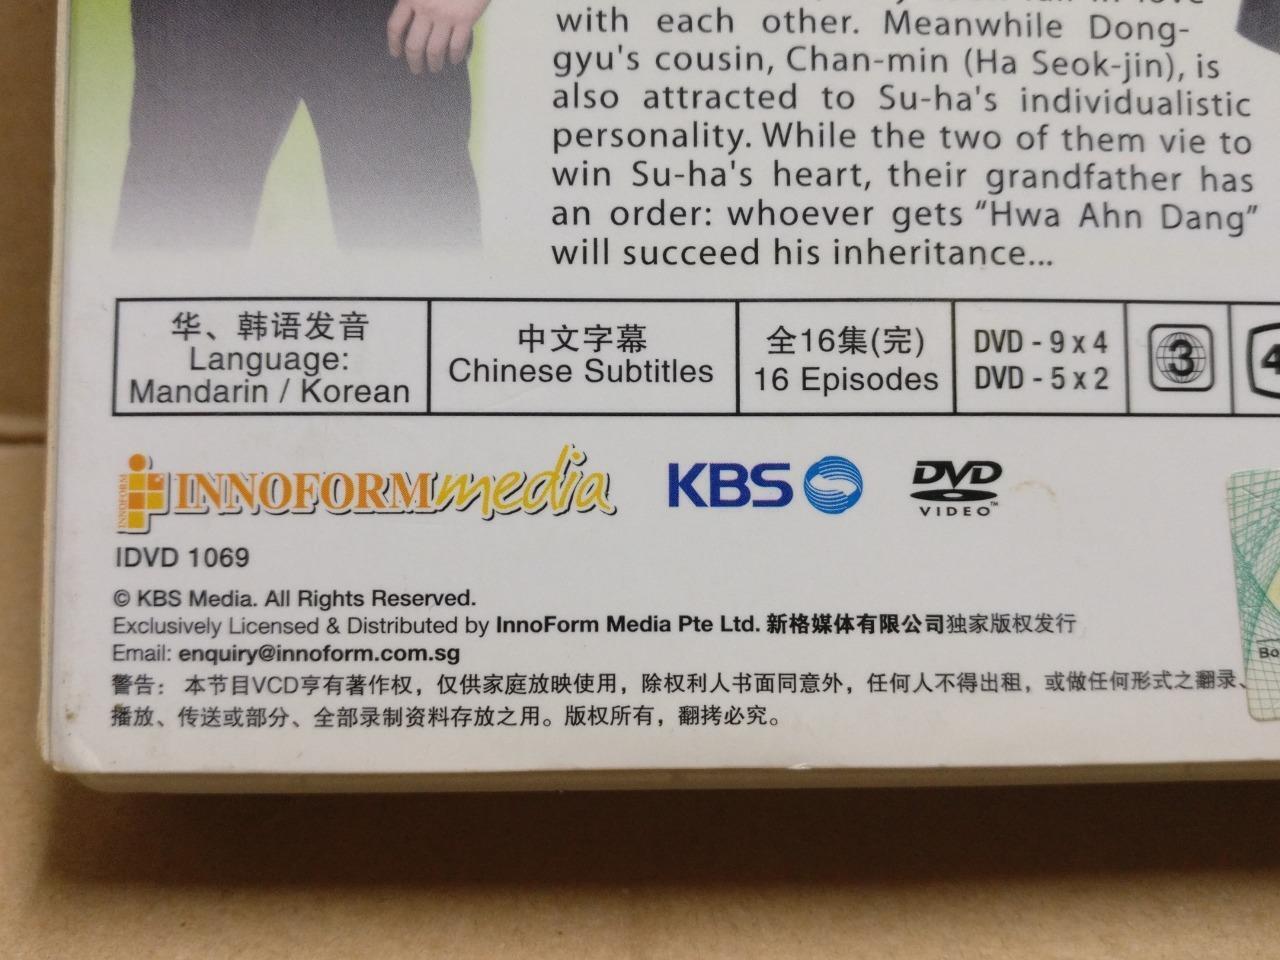 with each other. Meanwhile Dong-
gyu's cousin, Chan-min (Ha Seok-jin), is
also attracted to Su-ha's individualistic
personality. While the two of them vie to
win Su-ha's heart, their grandfather has
an order: whoever gets “Hwa Ahn Dang”
will succeed his inheritance...
华、韩语发音
Language:
Mandarin / Korean
中文字幕
Chinese Subtitles
全16集(完)
16 Episodes
DVD - 9 x 4
DVD - 5 x 2
3
4
INNOFORM
INNOFORMmedia
KBS
DVD
VIDEO™
IDVD 1069
© KBS Media. All Rights Reserved.
Exclusively Licensed & Distributed by InnoForm Media Pte Ltd. 新格媒体有限公司独家版权发行
Email: enquiry@innoform.com.sg
警告：本节目VCD享有著作权，仅供家庭放映使用，除权利人书面同意外，任何人不得出租，或做任何形式之翻录、
播放、传送或部分、全部录制资料存放之用。版权所有，翻拷必究。